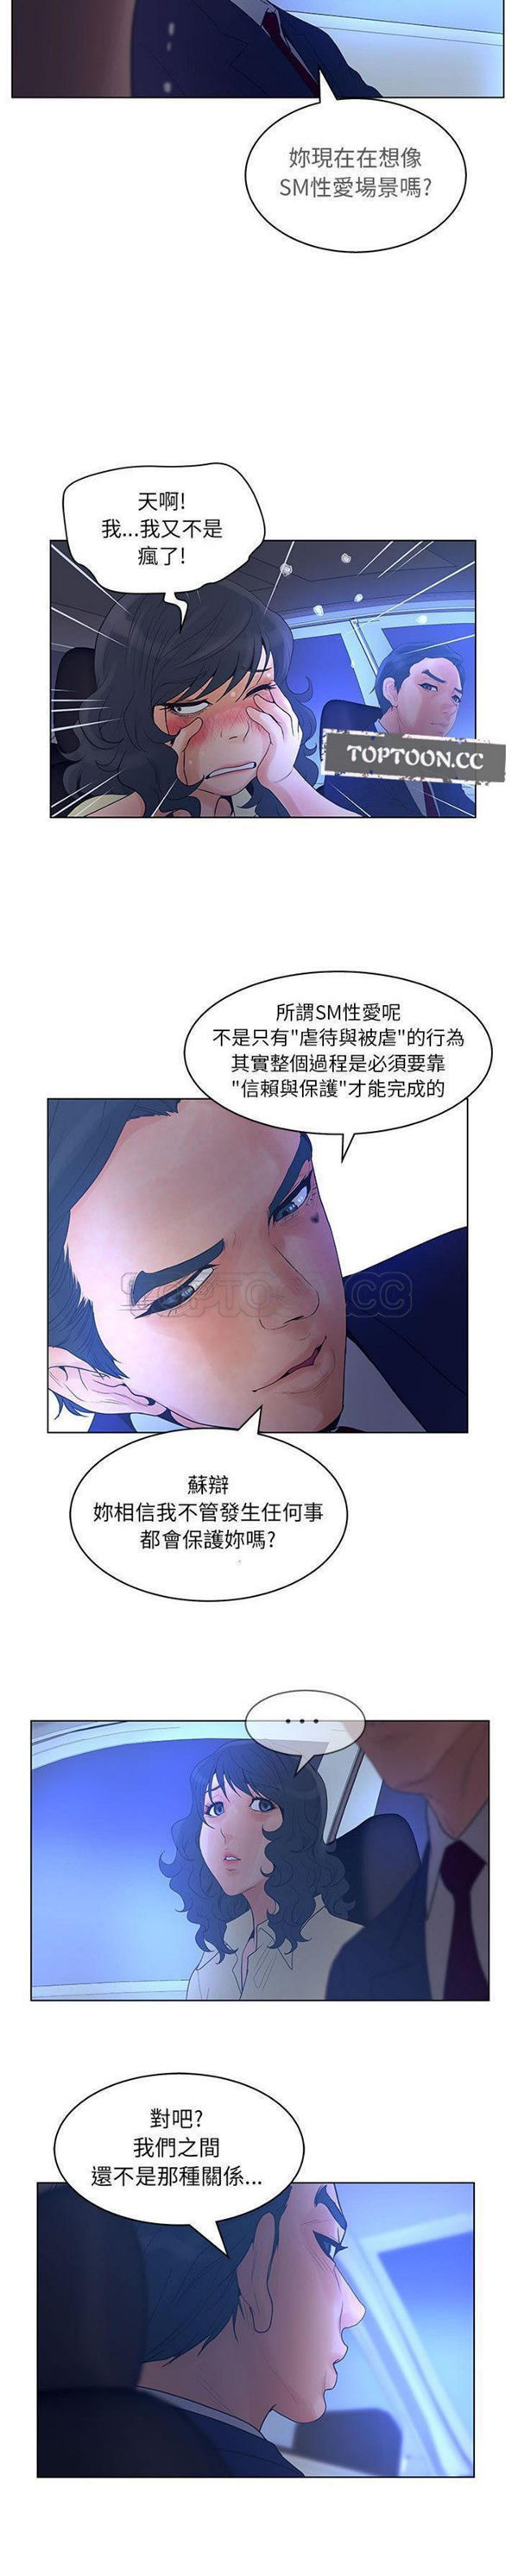 妳現在在想像
SM性愛場景嗎?
天啊!
我...我又不是
瘋了!
TOPTOON.CC
所謂SM性愛呢
不是只有"虐待與被虐"的行為
其實整個過程是必須要靠
"信賴與保護"才能完成的
TOPTOON.CC
蘇辯
妳相信我不管發生任何事
都會保護妳嗎?
...
對吧?
我們之間
還不是那種關係...